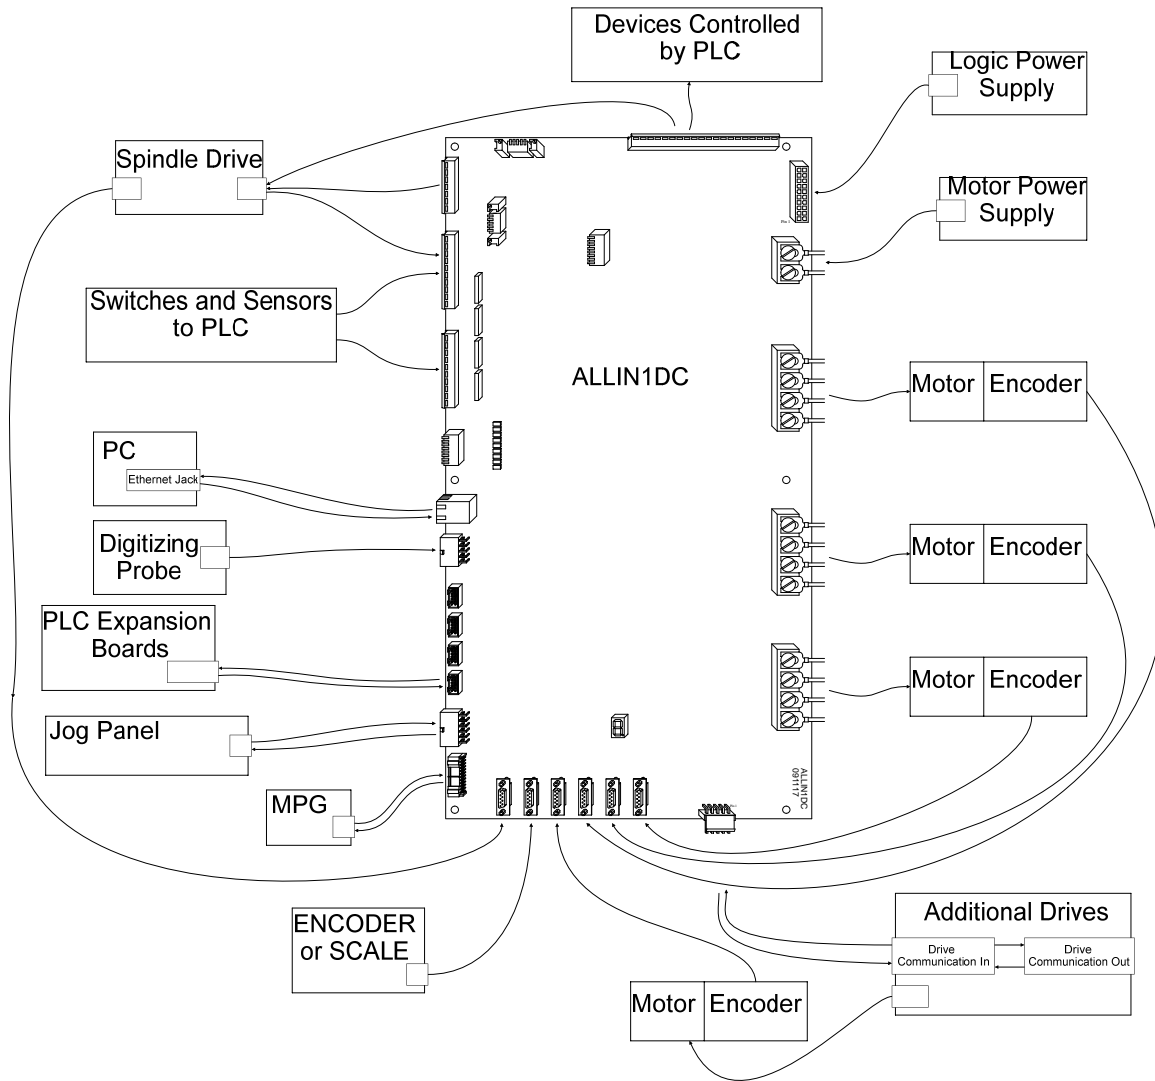 Devices Controlled
by PLC
Logic Power
Supply
Spindle Drive
Motor Power
Supply
Switches and Sensors
to PLC
ALLIN1DC
Motor
Encoder
PC
Ethernet Jack
Digitizing
Probe
Motor
Encoder
PLC Expansion
Boards
Motor
Encoder
Jog Panel
MPG
ALLIN1DC
091117
ENCODER
or SCALE
Additional Drives
Drive
Communication In
Drive
Communication Out
Motor
Encoder